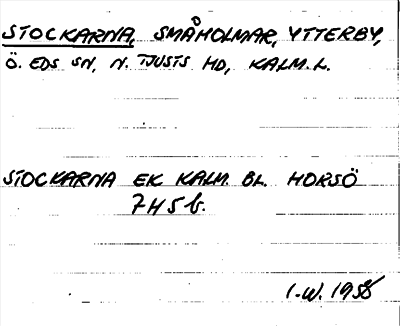 STOCKARNA, SMÅHOLMAR, YTTERBY,
Ö. EDS SN, N. TJUSTS HD, KALM. L.
STOCKARNA EK KALM. BL. HORSÖ
7H5b.
I.W. 1958